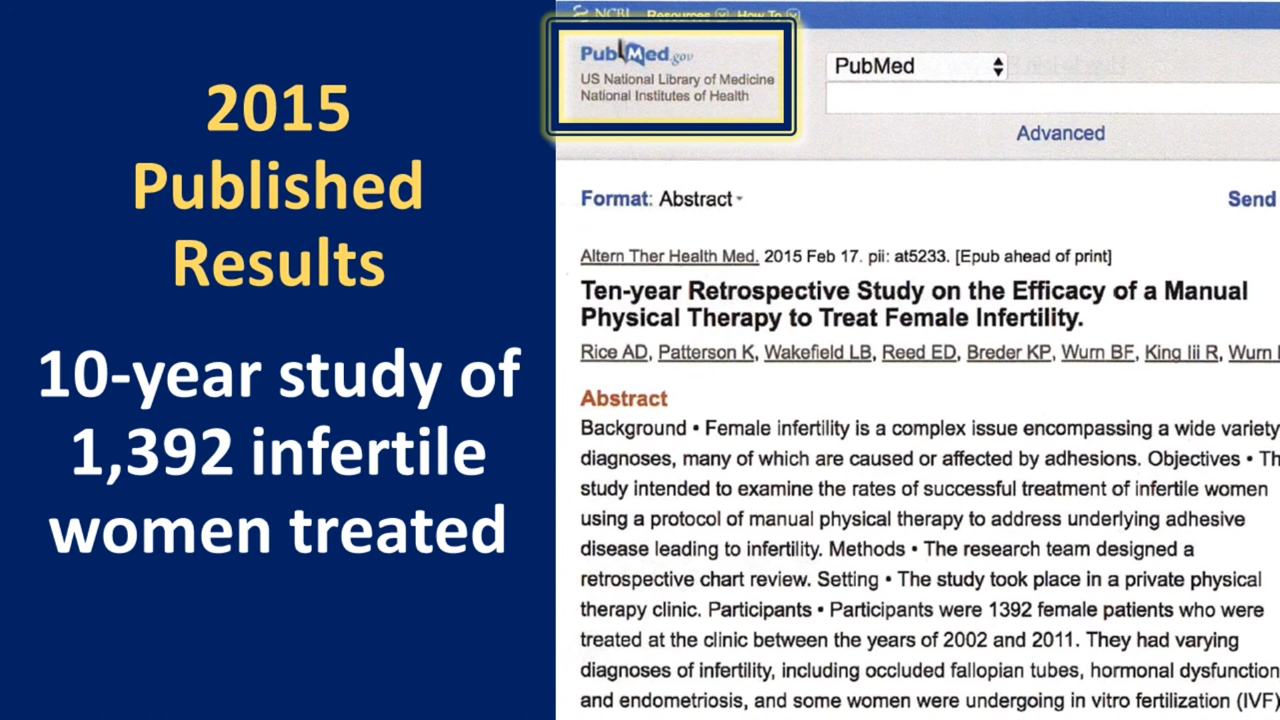 2015
Published
Results
10-year study of
1,392 infertile
women treated
NCBI Resources How To
PubMed.gov
US National Library of Medicine
National Institutes of Health
PubMed
Advanced
Format: Abstract
Send
Altern Ther Health Med. 2015 Feb 17. pii: at5233. [Epub ahead of print]
Ten-year Retrospective Study on the Efficacy of a Manual
Physical Therapy to Treat Female Infertility.
Rice AD, Patterson K, Wakefield LB, Reed ED, Breder KP, Wurn BF, King Iii R, Wurn
Abstract
Background • Female infertility is a complex issue encompassing a wide variety
diagnoses, many of which are caused or affected by adhesions. Objectives • Th
study intended to examine the rates of successful treatment of infertile women
using a protocol of manual physical therapy to address underlying adhesive
disease leading to infertility. Methods • The research team designed a
retrospective chart review. Setting • The study took place in a private physical
therapy clinic. Participants • Participants were 1392 female patients who were
treated at the clinic between the years of 2002 and 2011. They had varying
diagnoses of infertility, including occluded fallopian tubes, hormonal dysfunction
and endometriosis, and some women were undergoing in vitro fertilization (IVF)